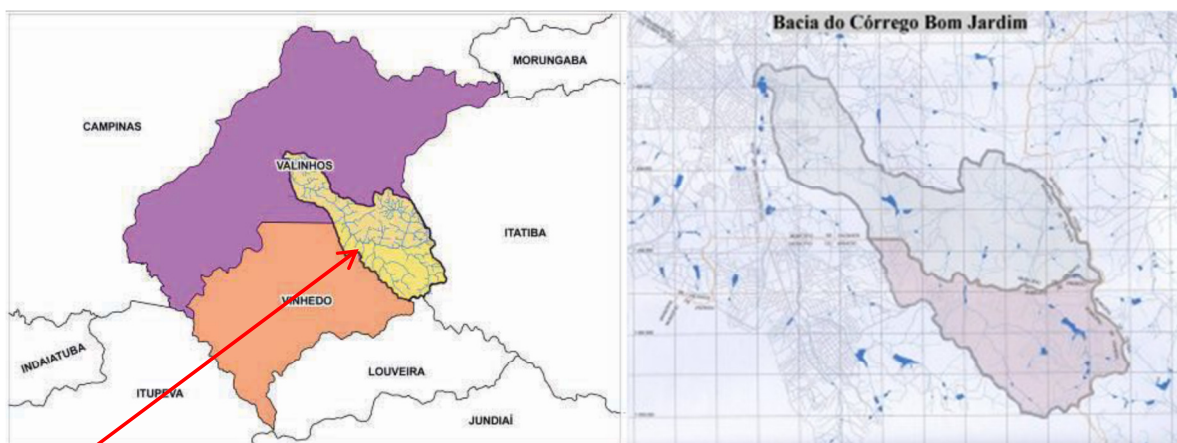 MORUNGABA
CAMPINAS
VALINHOS
ITATIBA
VINHEDO
INDAIATUBA
ITUPEVA
LOUVEIRA
JUNDIAÍ
Bacia do Córrego Bom Jardim